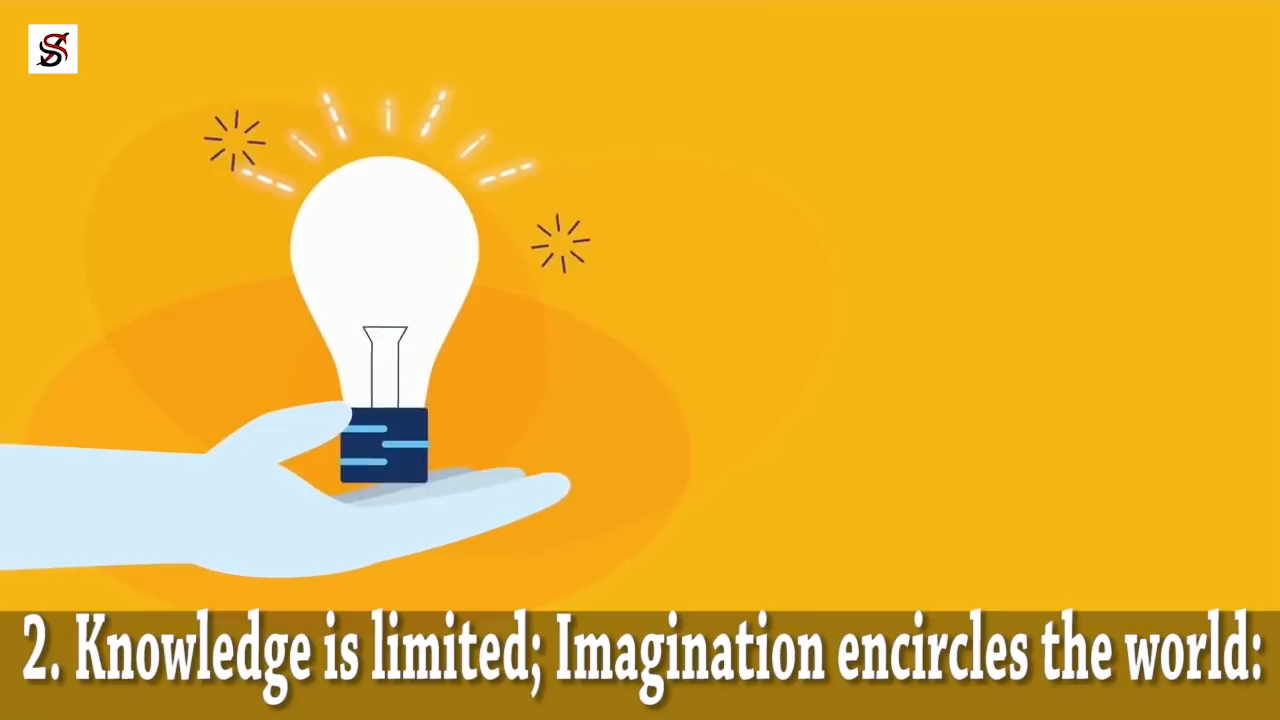 2. Knowledge is limited; Imagination encircles the world: